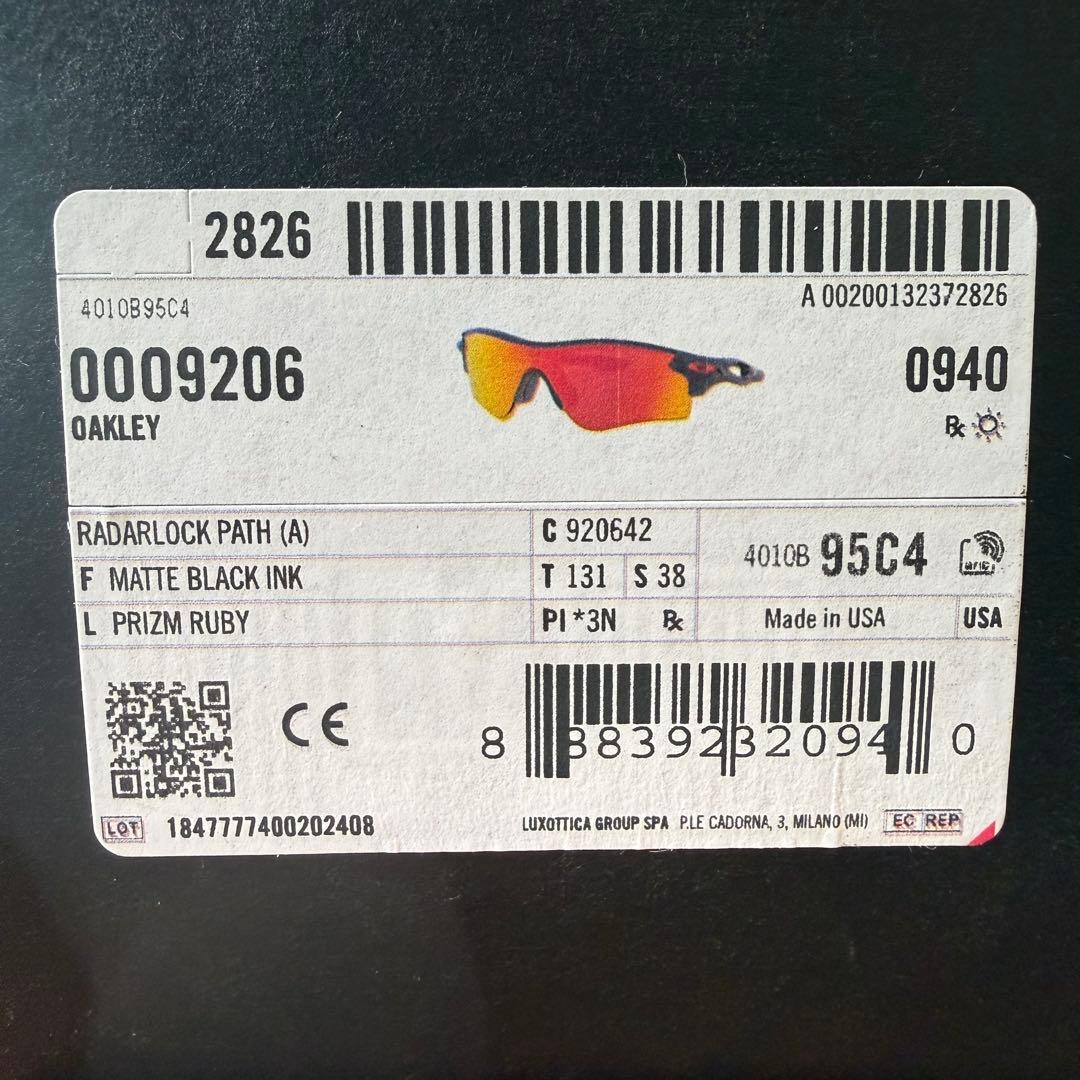 2826
A 00200132372826
4010B95C4
0009206
0940
OAKLEY
Rx
RADARLOCK PATH (A)
C 920642
4010B 95C4
F MATTE BLACK INK
T 131
S 38
L PRIZM RUBY
PI *3N
Rx
Made in USA
USA
CE
8 88392 32094 0
LOT 1847777400202408
LUXOTTICA GROUP SPA P.LE CADORNA, 3, MILANO (MI)
EC REP